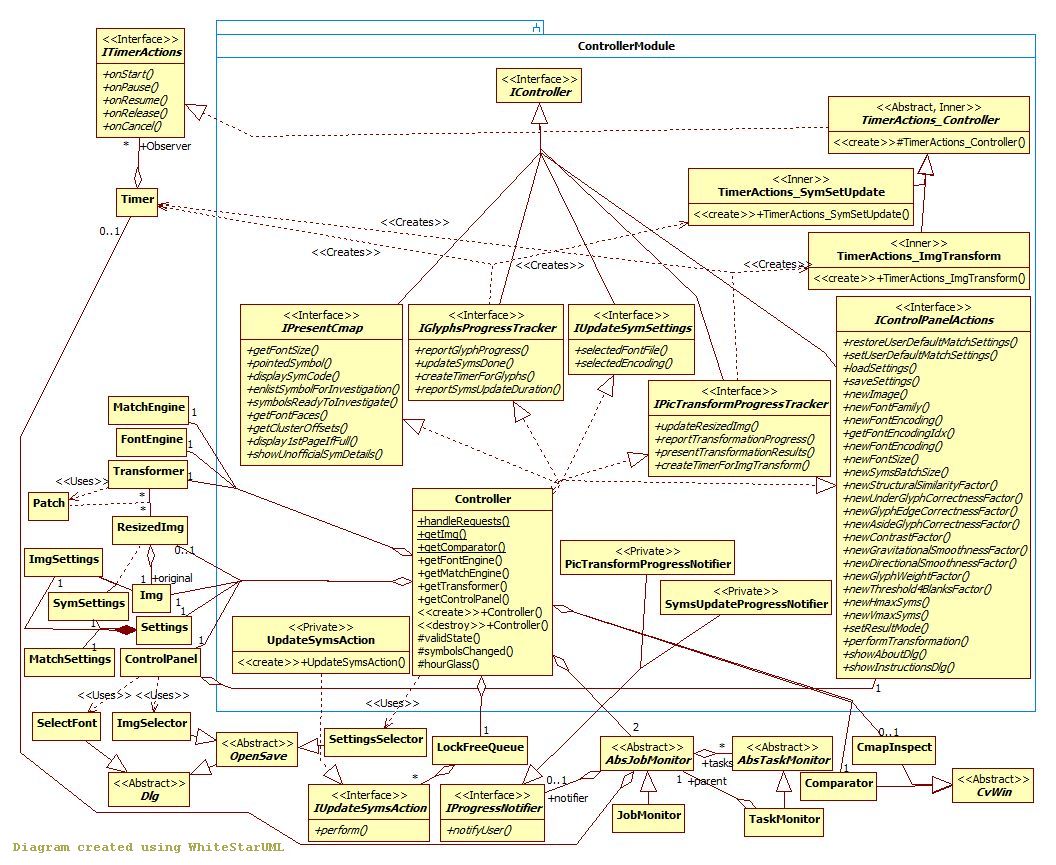 <<Interface>>
ITimerActions
+onStart()
+onPause()
+onResume()
+onRelease()
+onCancel()
*
+Observer
Timer
0..1
ControllerModule
<<Interface>>
IController
<<Abstract, Inner>>
TimerActions_Controller
<<create>>#TimerActions_Controller()
<<Inner>>
TimerActions_SymSetUpdate
<<create>>+TimerActions_SymSetUpdate()
<<Inner>>
TimerActions_ImgTransform
<<create>>+TimerActions_ImgTransform()
<<Creates>>
<<Creates>>
<<Creates>>
<<Creates>>
<<Interface>>
IPresentCmap
+getFontSize()
+pointedSymbol()
+displaySymCode()
+enlistSymbolForInvestigation()
+symbolsReadyToInvestigate()
+getFontFaces()
+getClusterOffsets()
+display1stPageIfFull()
+showUnofficialSymDetails()
<<Interface>>
IGlyphsProgressTracker
+reportGlyphProgress()
+updateSymsDone()
+createTimerForGlyphs()
+reportSymsUpdateDuration()
<<Interface>>
IUpdateSymSettings
+selectedFontFile()
+selectedEncoding()
<<Interface>>
IPicTransformProgressTracker
+updateResizedImg()
+reportTransformationProgress()
+presentTransformationResults()
+createTimerForImgTransform()
<<Interface>>
IControlPanelActions
+restoreUserDefaultMatchSettings()
+setUserDefaultMatchSettings()
+loadSettings()
+saveSettings()
+newImage()
+newFontFamily()
+newFontEncoding()
+getFontEncodingIdx()
+newFontEncoding()
+newFontSize()
+newSymsBatchSize()
+newStructuralSimilarityFactor()
+newUnderGlyphCorrectnessFactor()
+newGlyphEdgeCorrectnessFactor()
+newAsideGlyphCorrectnessFactor()
+newContrastFactor()
+newGravitationalSmoothnessFactor()
+newDirectionalSmoothnessFactor()
+newGlyphWeightFactor()
+newThreshold4BlanksFactor()
+newHmaxSyms()
+newVmaxSyms()
+setResultMode()
+performTransformation()
+showAboutDlg()
+showInstructionsDlg()
1
MatchEngine
1
FontEngine
1
Transformer
1
<<Uses>>
Patch
*
*
ResizedImg
0..1
ImgSettings
1
1
+original
Img
1
SymSettings
1
Settings
1
MatchSettings
1
ControlPanel
1
Controller
+handleRequests()
+getImg()
+getComparator()
+getFontEngine()
+getMatchEngine()
+getTransformer()
+getControlPanel()
<<create>>+Controller()
<<destroy>>+Controller()
#validState()
#symbolsChanged()
#hourGlass()
<<Private>>
PicTransformProgressNotifier
<<Private>>
SymsUpdateProgressNotifier
<<Private>>
UpdateSymsAction
<<create>>+UpdateSymsAction()
<<Uses>>
<<Uses>>
<<Uses>>
SelectFont
ImgSelector
<<Abstract>>
OpenSave
<<Abstract>>
Dlg
SettingsSelector
1
LockFreeQueue
*
<<Interface>>
IUpdateSymsAction
+perform()
<<Interface>>
IProgressNotifier
+notifyUser()
0..1
+notifier
2
<<Abstract>>
AbsJobMonitor
*
+tasks
1
+parent
<<Abstract>>
AbsTaskMonitor
JobMonitor
TaskMonitor
0..1
CmapInspect
1
Comparator
<<Abstract>>
CvWin
Diagram created using WhiteStarUML